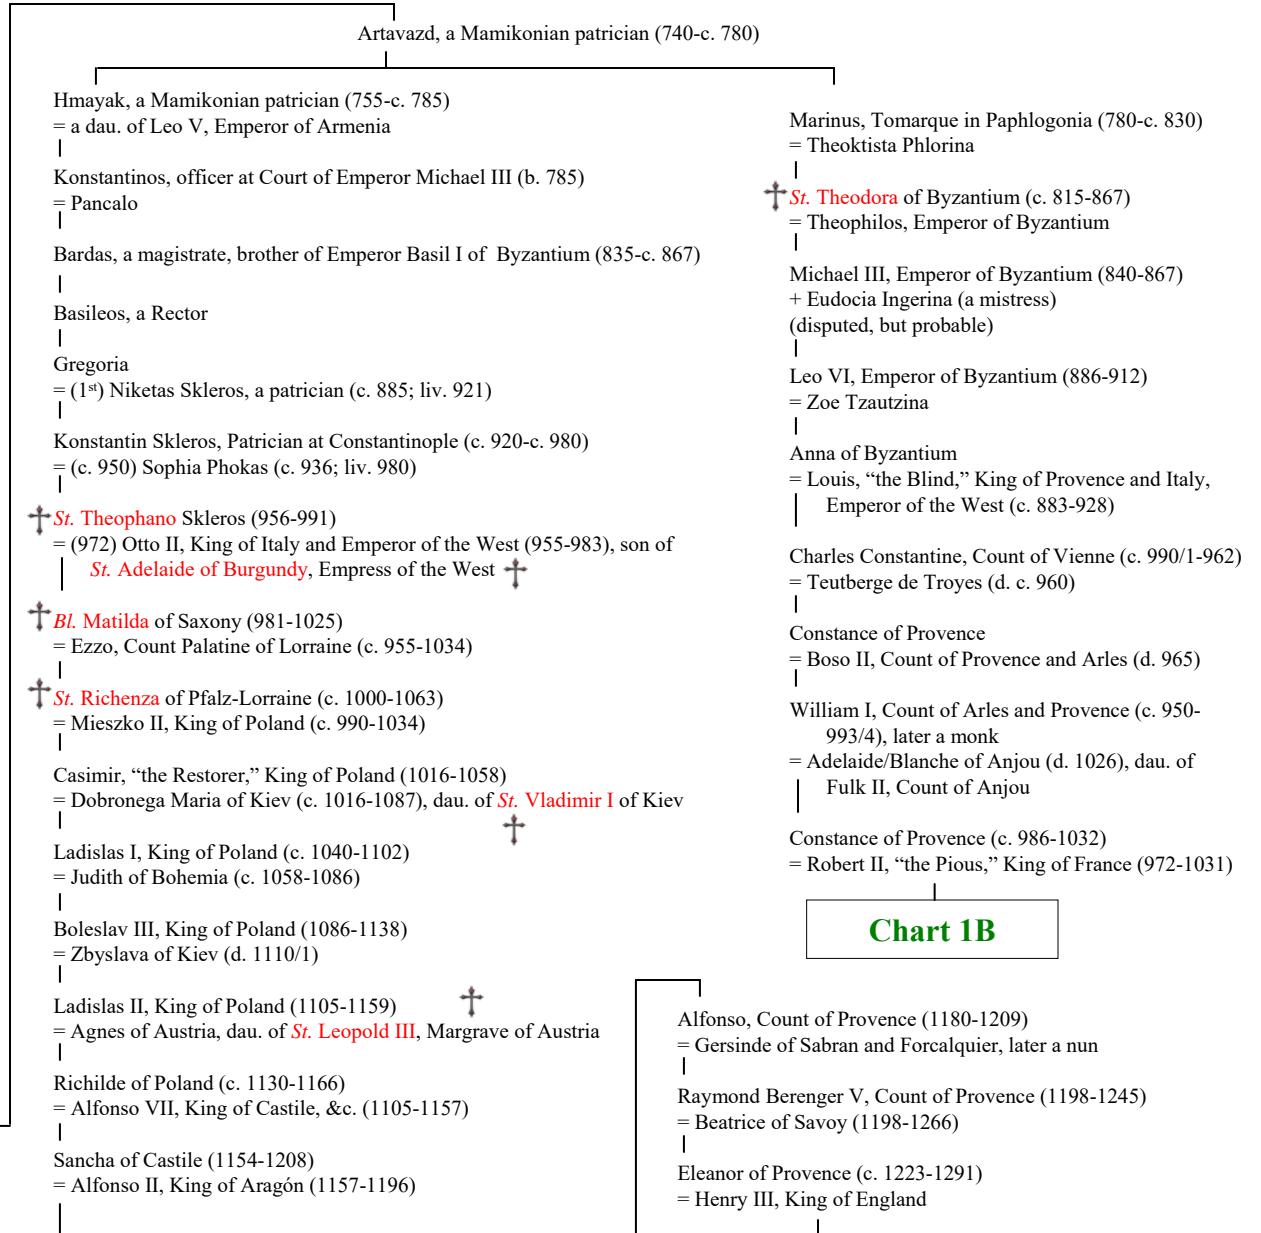 Artavazd, a Mamikonian patrician (740-c. 780)
Hmayak, a Mamikonian patrician (755-c. 785)
= a dau. of Leo V, Emperor of Armenia
Konstantinos, officer at Court of Emperor Michael III (b. 785)
= Pancalo
Bardas, a magistrate, brother of Emperor Basil I of Byzantium (835-c. 867)
Basileos, a Rector
Gregoria
= (1st) Niketas Skleros, a patrician (c. 885; liv. 921)
Konstantin Skleros, Patrician at Constantinople (c. 920-c. 980)
= (c. 950) Sophia Phokas (c. 936; liv. 980)
St. Theophano Skleros (956-991)
= (972) Otto II, King of Italy and Emperor of the West (955-983), son of
St. Adelaide of Burgundy, Empress of the West
Bl. Matilda of Saxony (981-1025)
= Ezzo, Count Palatine of Lorraine (c. 955-1034)
St. Richenza of Pfalz-Lorraine (c. 1000-1063)
= Mieszko II, King of Poland (c. 990-1034)
Casimir, “the Restorer,” King of Poland (1016-1058)
= Dobronega Maria of Kiev (c. 1016-1087), dau. of St. Vladimir I of Kiev
Ladislas I, King of Poland (c. 1040-1102)
= Judith of Bohemia (c. 1058-1086)
Boleslav III, King of Poland (1086-1138)
= Zbyslava of Kiev (d. 1110/1)
Ladislas II, King of Poland (1105-1159)
= Agnes of Austria, dau. of St. Leopold III, Margrave of Austria
Richilde of Poland (c. 1130-1166)
= Alfonso VII, King of Castile, &c. (1105-1157)
Sancha of Castile (1154-1208)
= Alfonso II, King of Aragón (1157-1196)
Marinus, Tomarque in Paphlogonia (780-c. 830)
= Theoktista Phlorina
St. Theodora of Byzantium (c. 815-867)
= Theophilos, Emperor of Byzantium
Michael III, Emperor of Byzantium (840-867)
+ Eudocia Ingerina (a mistress)
(disputed, but probable)
Leo VI, Emperor of Byzantium (886-912)
= Zoe Tzautzina
Anna of Byzantium
= Louis, “the Blind,” King of Provence and Italy,
Emperor of the West (c. 883-928)
Charles Constantine, Count of Vienne (c. 990/1-962)
= Teutberge de Troyes (d. c. 960)
Constance of Provence
= Boso II, Count of Provence and Arles (d. 965)
William I, Count of Arles and Provence (c. 950-
993/4), later a monk
= Adelaide/Blanche of Anjou (d. 1026), dau. of
Fulk II, Count of Anjou
Constance of Provence (c. 986-1032)
= Robert II, “the Pious,” King of France (972-1031)
Chart 1B
Alfonso, Count of Provence (1180-1209)
= Gersinde of Sabran and Forcalquier, later a nun
Raymond Berenger V, Count of Provence (1198-1245)
= Beatrice of Savoy (1198-1266)
Eleanor of Provence (c. 1223-1291)
= Henry III, King of England